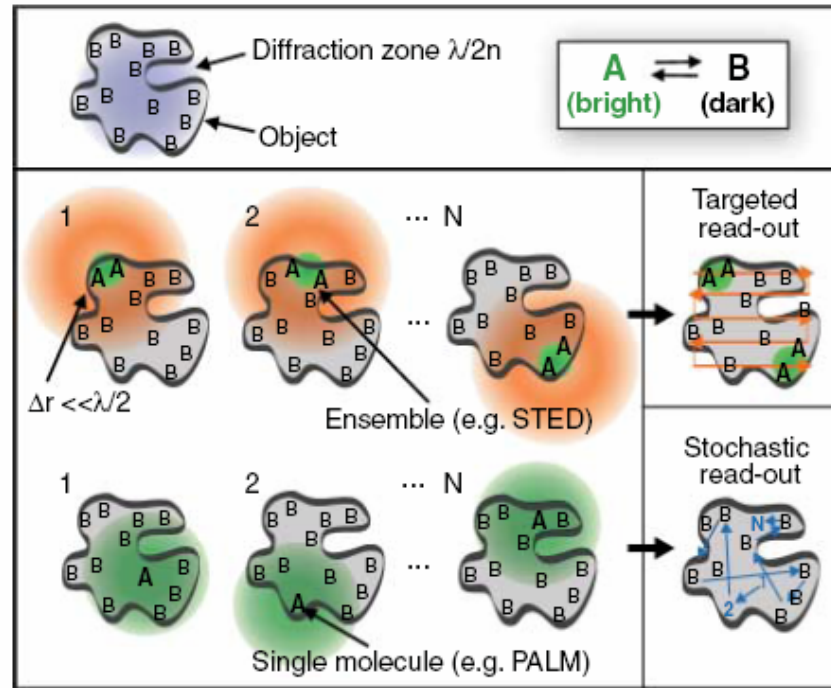 Diffraction zone λ/2n
Object
A ⇌ B
(bright) (dark)
B B B B B B B B B B B B B B
1
2
... N
A A B B B B B B B B B B
A B B B B B B B B B
...
B B B B B B B B A A
Δr <<λ/2
Ensemble (e.g. STED)
Targeted
read-out
A A B B B B B B B A A
1
2
... N
B B B B B B B A B B B B B
B B B B B B B B B B B A
...
B B A B B B B B B B B B
Single molecule (e.g. PALM)
Stochastic
read-out
B B N B B B B B B 2 B B